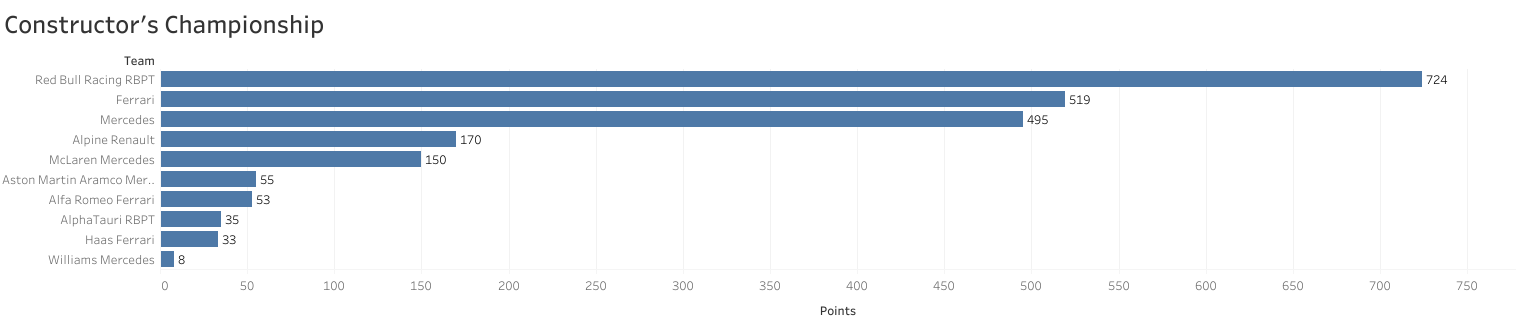 Constructor’s Championship
Team
Red Bull Racing RBPT 724
Ferrari 519
Mercedes 495
Alpine Renault 170
McLaren Mercedes 150
Aston Martin Aramco Mer.. 55
Alfa Romeo Ferrari 53
AlphaTauri RBPT 35
Haas Ferrari 33
Williams Mercedes 8
0 50 100 150 200 250 300 350 400 450 500 550 600 650 700 750
Points